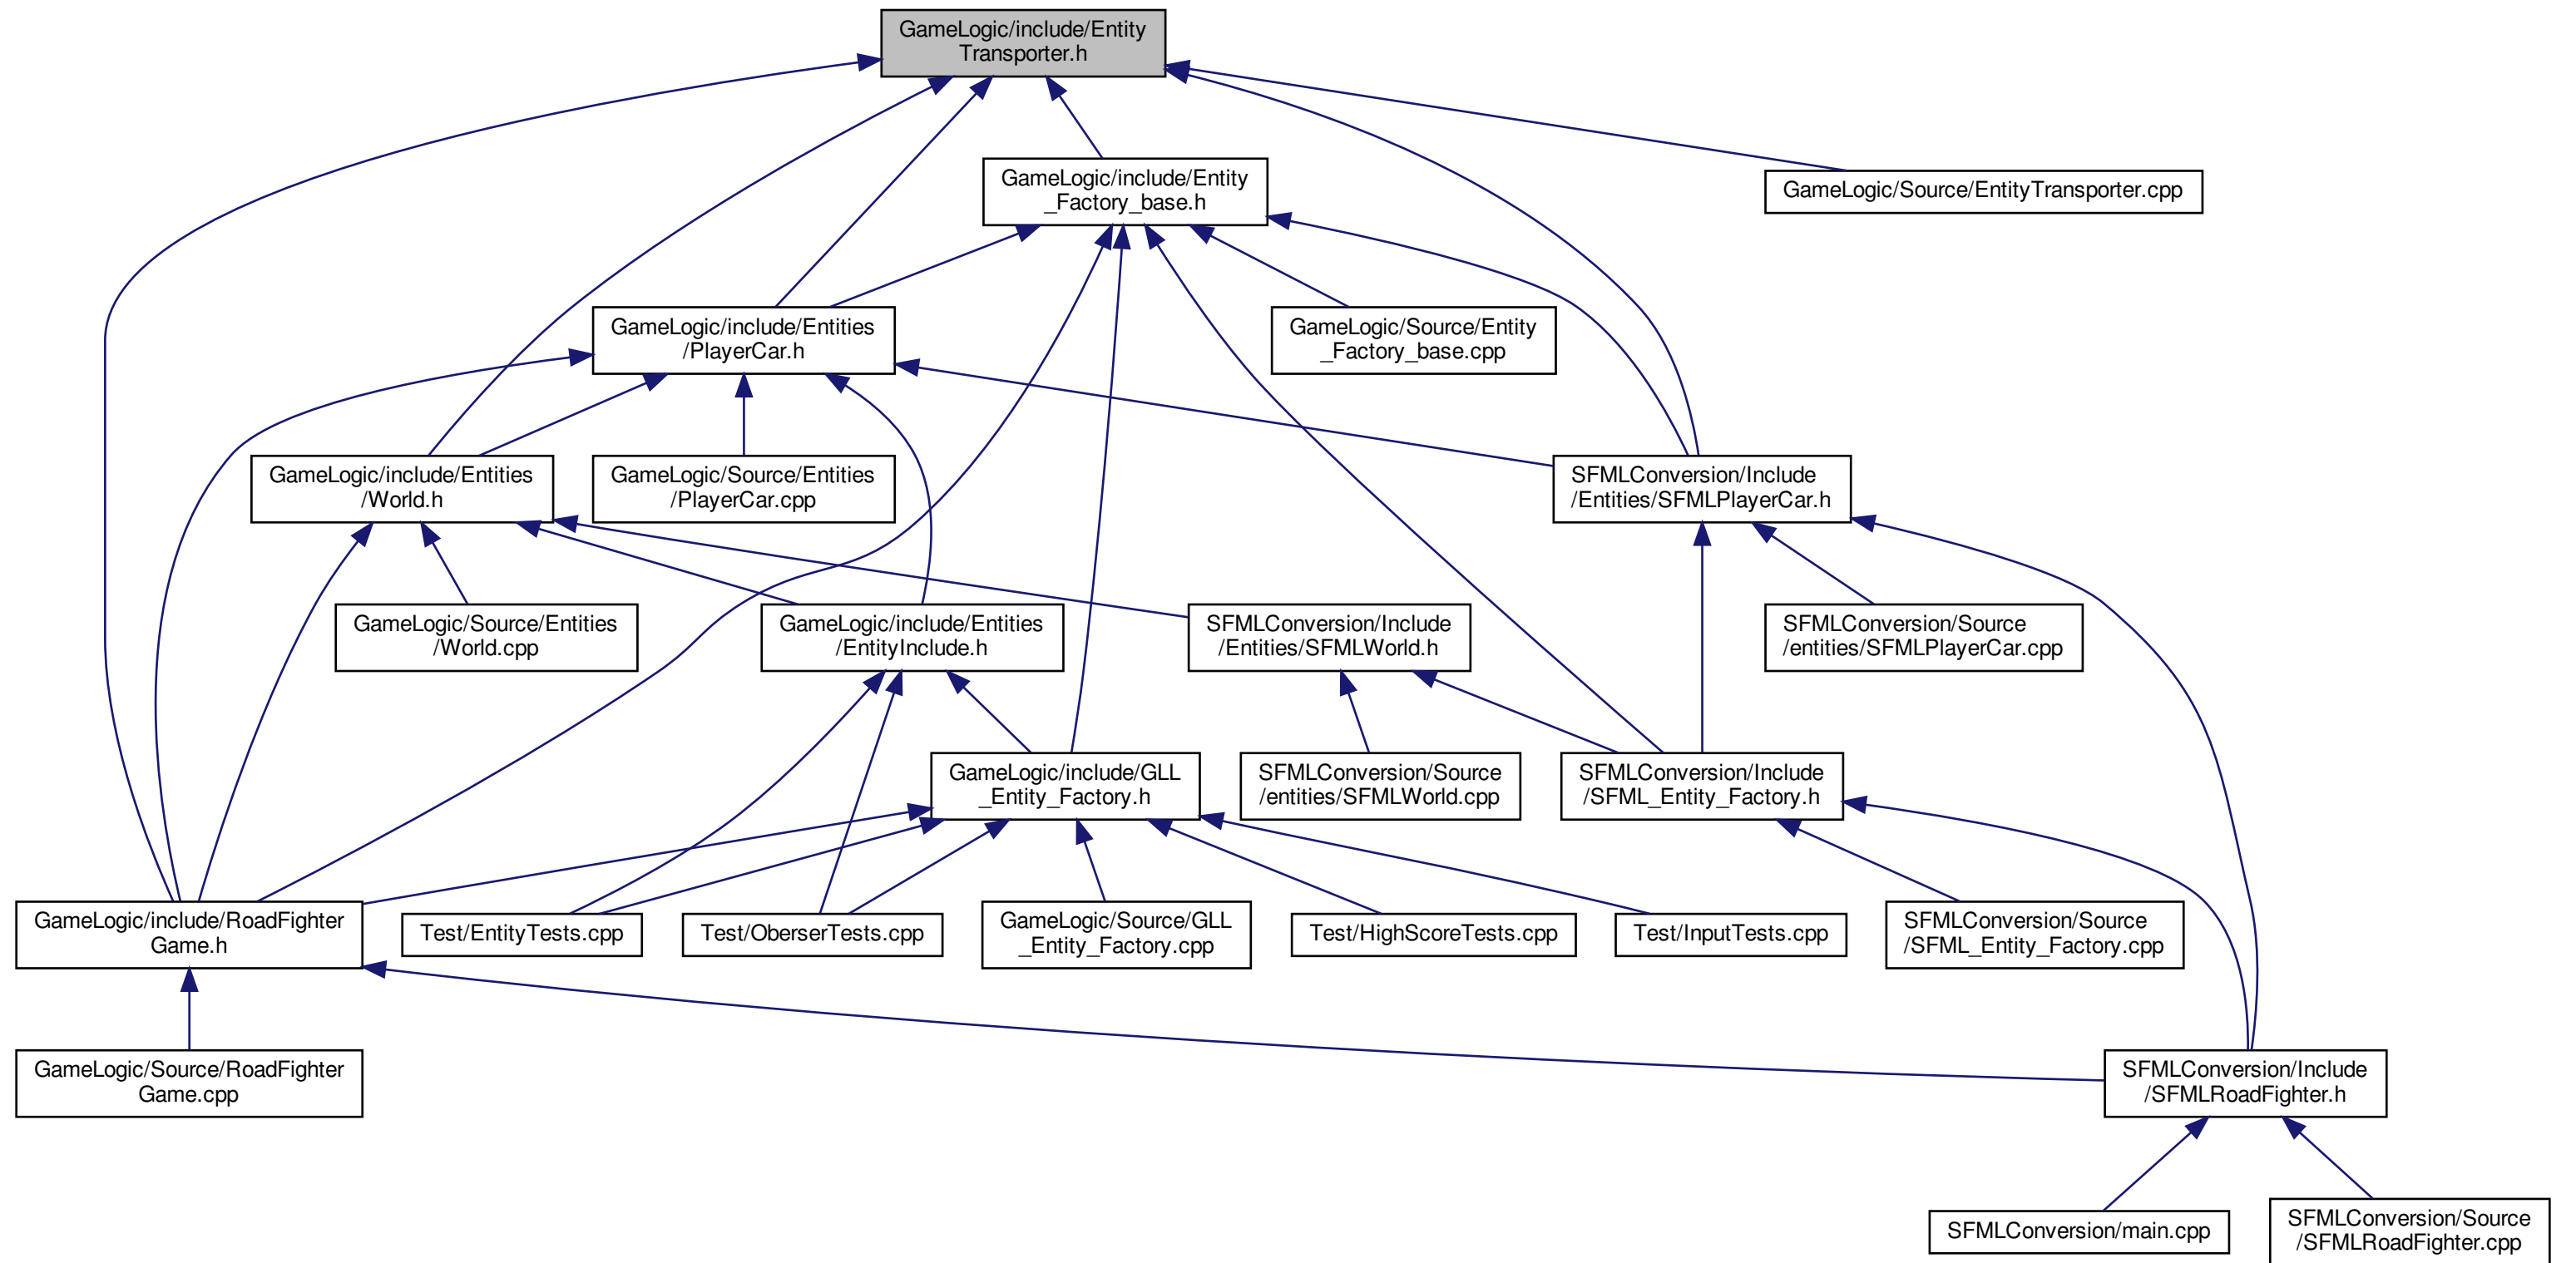 GameLogic/include/Entity
Transporter.h
GameLogic/include/Entity
_Factory_base.h
GameLogic/Source/EntityTransporter.cpp
GameLogic/include/Entities
/PlayerCar.h
GameLogic/Source/Entity
_Factory_base.cpp
GameLogic/include/Entities
/World.h
GameLogic/Source/Entities
/PlayerCar.cpp
SFMLConversion/Include
/Entities/SFMLPlayerCar.h
GameLogic/Source/Entities
/World.cpp
GameLogic/include/Entities
/EntityInclude.h
SFMLConversion/Include
/Entities/SFMLWorld.h
SFMLConversion/Source
/entities/SFMLPlayerCar.cpp
GameLogic/include/GLL
_Entity_Factory.h
SFMLConversion/Source
/entities/SFMLWorld.cpp
SFMLConversion/Include
/SFML_Entity_Factory.h
GameLogic/include/RoadFighter
Game.h
Test/EntityTests.cpp
Test/OberserTests.cpp
GameLogic/Source/GLL
_Entity_Factory.cpp
Test/HighScoreTests.cpp
Test/InputTests.cpp
SFMLConversion/Source
/SFML_Entity_Factory.cpp
GameLogic/Source/RoadFighter
Game.cpp
SFMLConversion/Include
/SFMLRoadFighter.h
SFMLConversion/main.cpp
SFMLConversion/Source
/SFMLRoadFighter.cpp